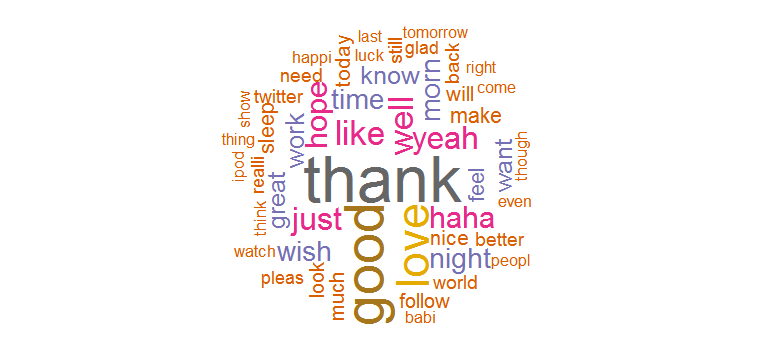 last
tomorrow
happi
luck
still
glad
need
today
know
back
right
twitter
hope
time
morn
will
come
show
sleep
work
like
well
yeah
make
thing
ipod
realli
great
thank
feel
want
though
think
just
good
love
haha
even
watch
wish
nice
better
night
peopl
pleas
look
much
follow
world
babi